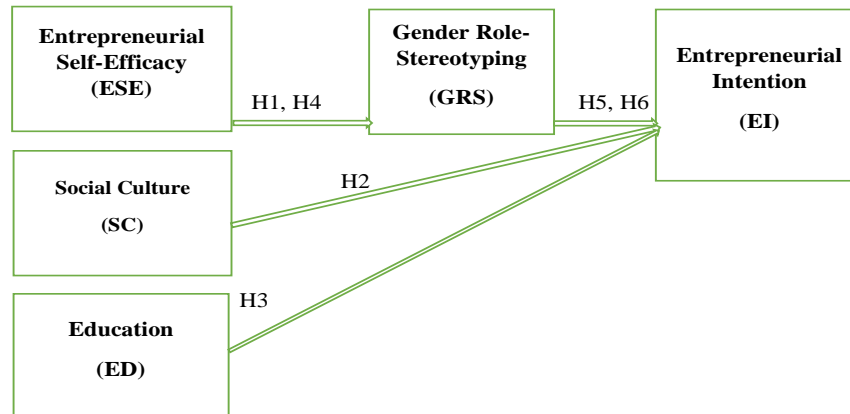 Entrepreneurial
Self-Efficacy
(ESE)
H1, H4
Gender Role-
Stereotyping
(GRS)
H5, H6
Entrepreneurial
Intention
(EI)
Social Culture
(SC)
H2
H3
Education
(ED)